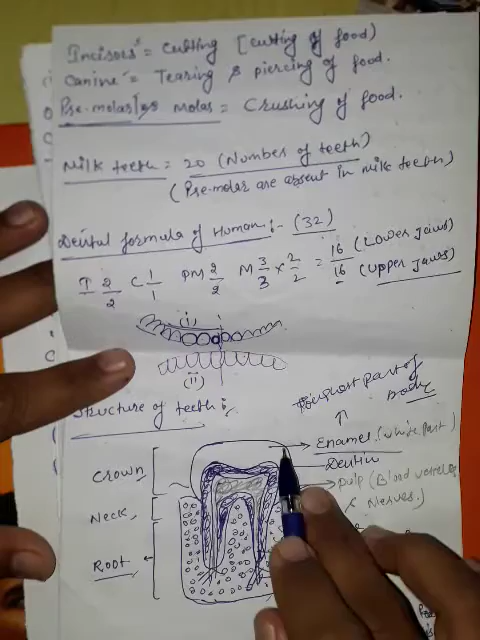 Incisors = Cutting [Cutting of food)
Canine = Tearing & piercing of food.
Pre-molars/ molas = Crushing of food.
Milk teeth = 20 (Number of teeth)
(Pre-molar are absent in milk teeth)
Dental formula of Human :- (32)
I 2/2 C 1/1 PM 2/2 M 3/3 × 2/2 = 16/16 (Lower Jaws) (Upper Jaws)
(i)
(ii)
Structure of teeth :-
part of body
Crown
Enamel (white part)
Dentin
Pulp (Blood
& Nerves.)
Neck
Root